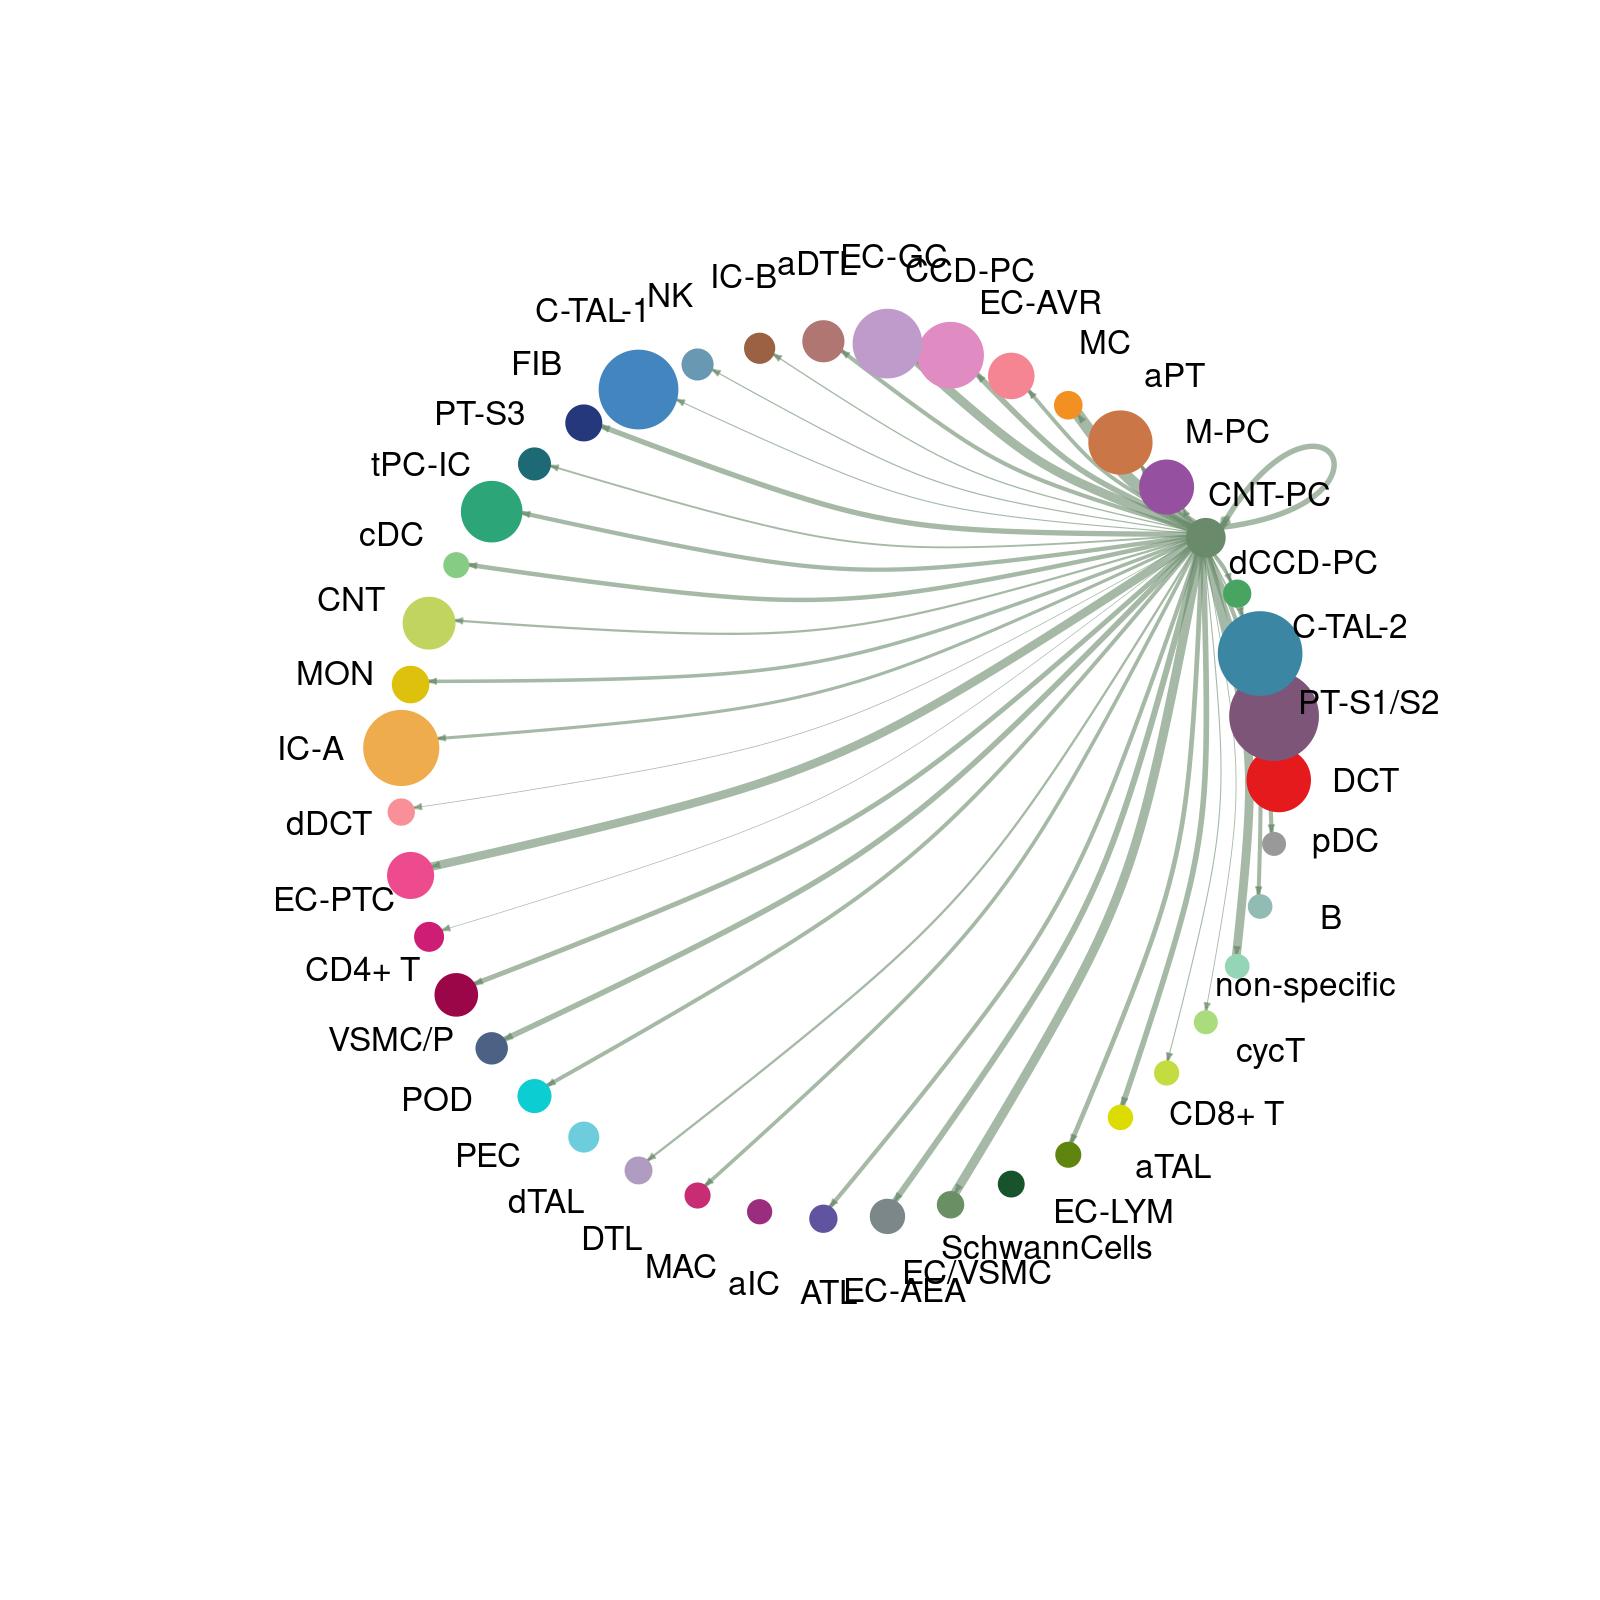 EC-GC
aDTL
CCD-PC
IC-B
NK
EC-AVR
C-TAL-1
MC
FIB
aPT
PT-S3
M-PC
tPC-IC
CNT-PC
cDC
dCCD-PC
CNT
C-TAL-2
MON
PT-S1/S2
IC-A
DCT
dDCT
pDC
EC-PTC
B
CD4+ T
non-specific
VSMC/P
cycT
POD
CD8+ T
PEC
aTAL
dTAL
EC-LYM
DTL
SchwannCells
MAC
EC/VSMC
aIC
ATL
EC-AEA